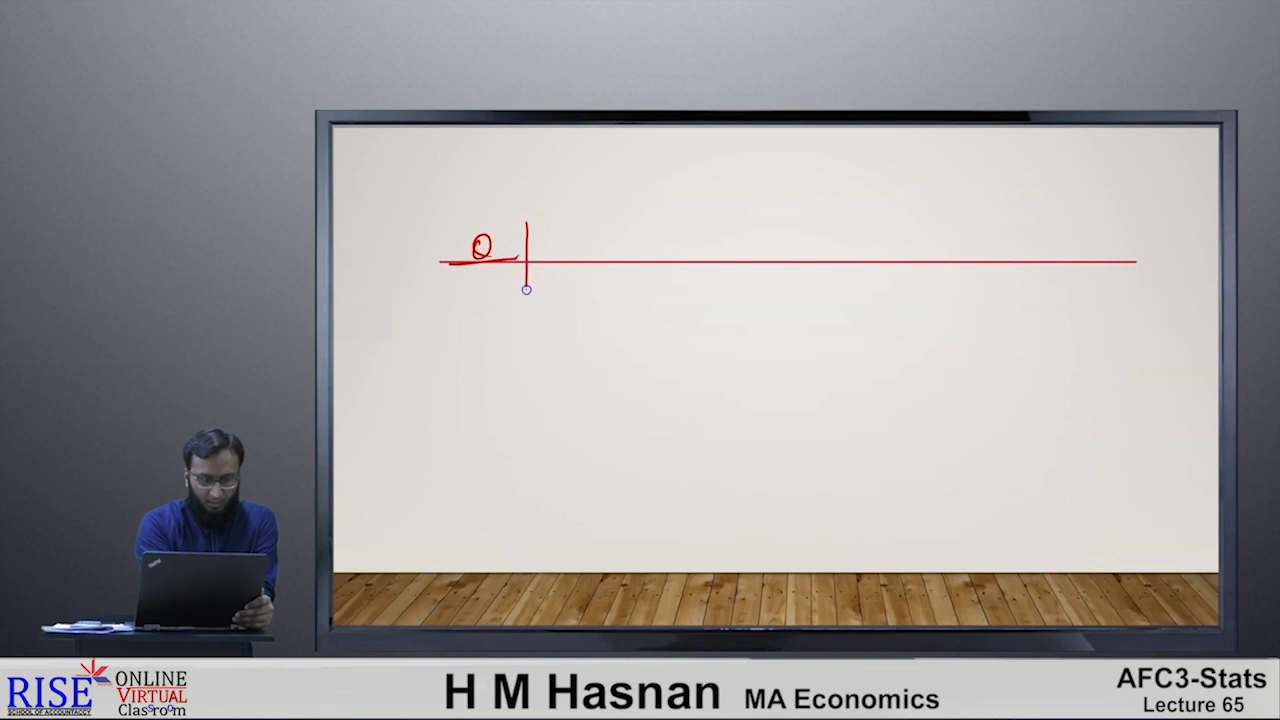 Q
RISE
SCHOOL OF ACCOUNTANCY
ONLINE
VIRTUAL
Classroom
H M Hasnan MA Economics
AFC3-Stats
Lecture 65